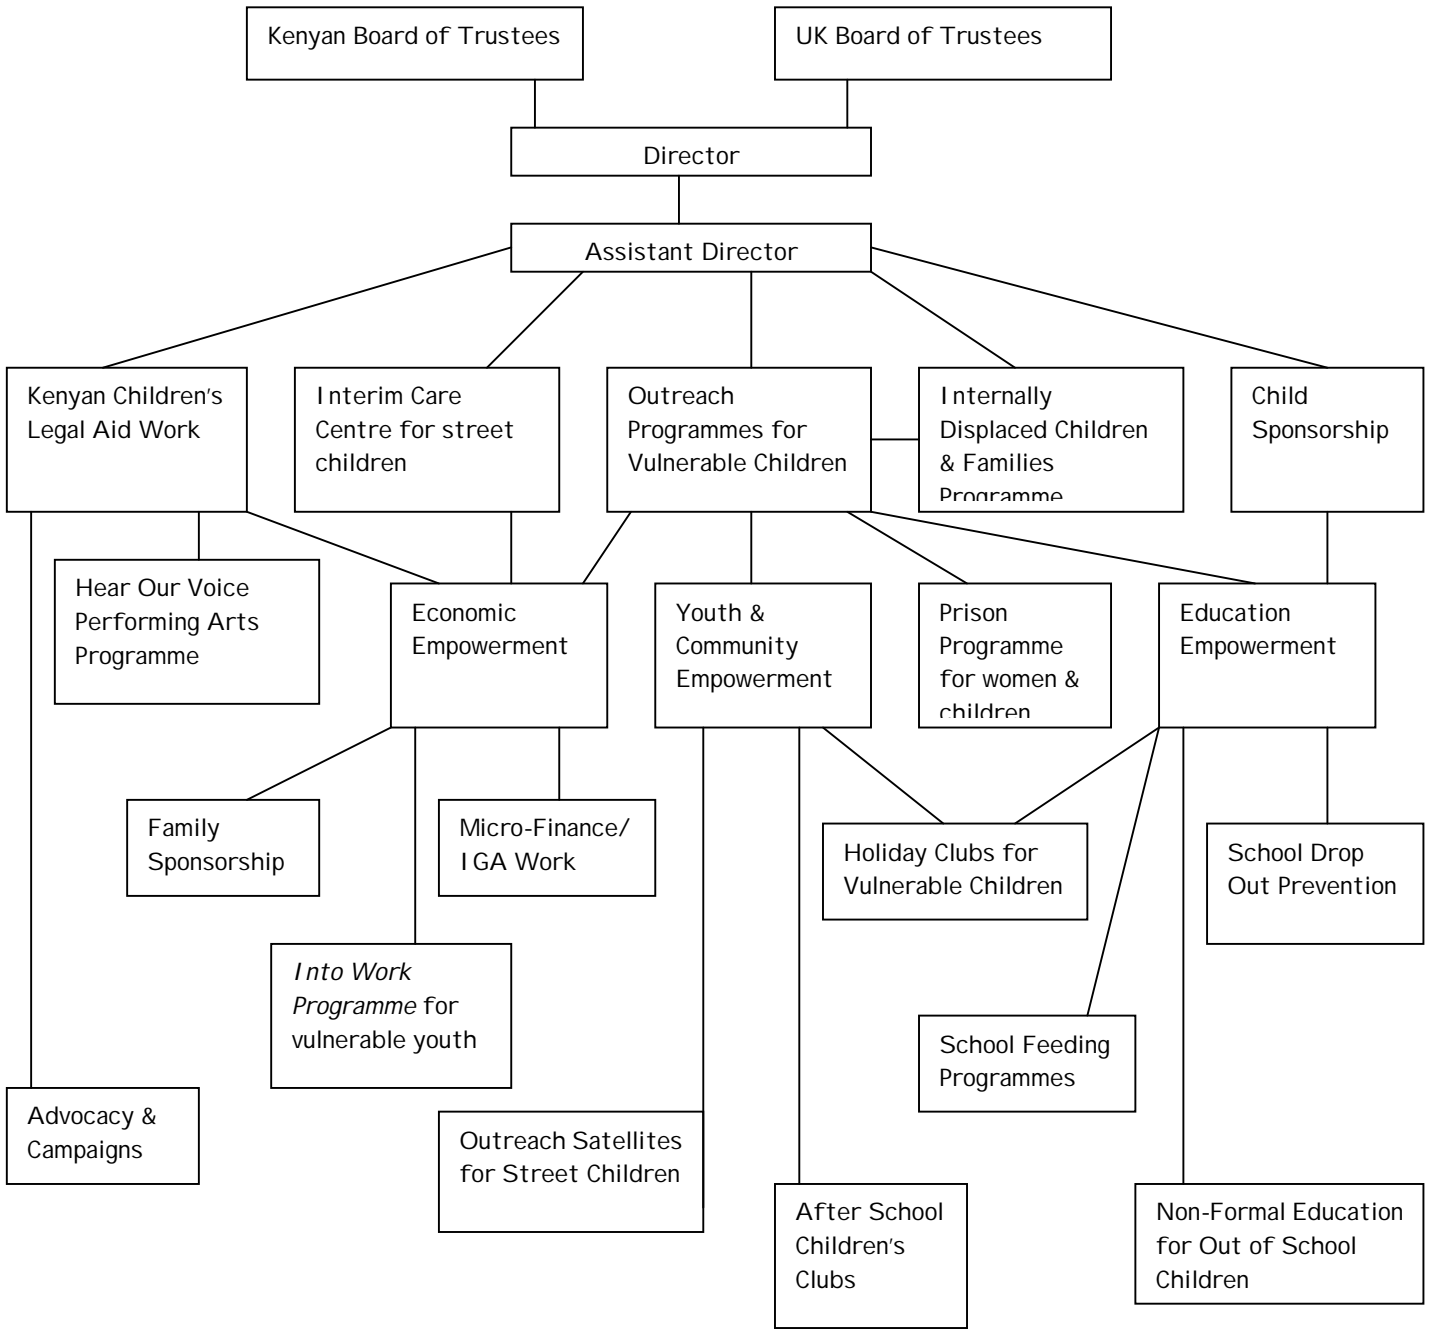 Kenyan Board of Trustees
UK Board of Trustees
Director
Assistant Director
Kenyan Children's
Legal Aid Work
Interim Care
Centre for street
children
Outreach
Programmes for
Vulnerable Children
Internally
Displaced Children
& Families
Programme
Child
Sponsorship
Hear Our Voice
Performing Arts
Programme
Economic
Empowerment
Youth &
Community
Empowerment
Prison
Programme
for women &
children
Education
Empowerment
Family
Sponsorship
Micro-Finance/
IGA Work
Holiday Clubs for
Vulnerable Children
School Drop
Out Prevention
Into Work
Programme for
vulnerable youth
School Feeding
Programmes
Advocacy &
Campaigns
Outreach Satellites
for Street Children
After School
Children's
Clubs
Non-Formal Education
for Out of School
Children